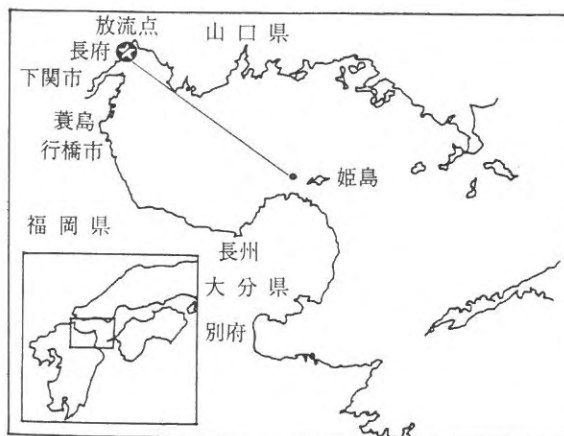 放流点
山口県
長府
下関市
蓑島
行橋市
姫島
福岡県
長州
大分県
別府